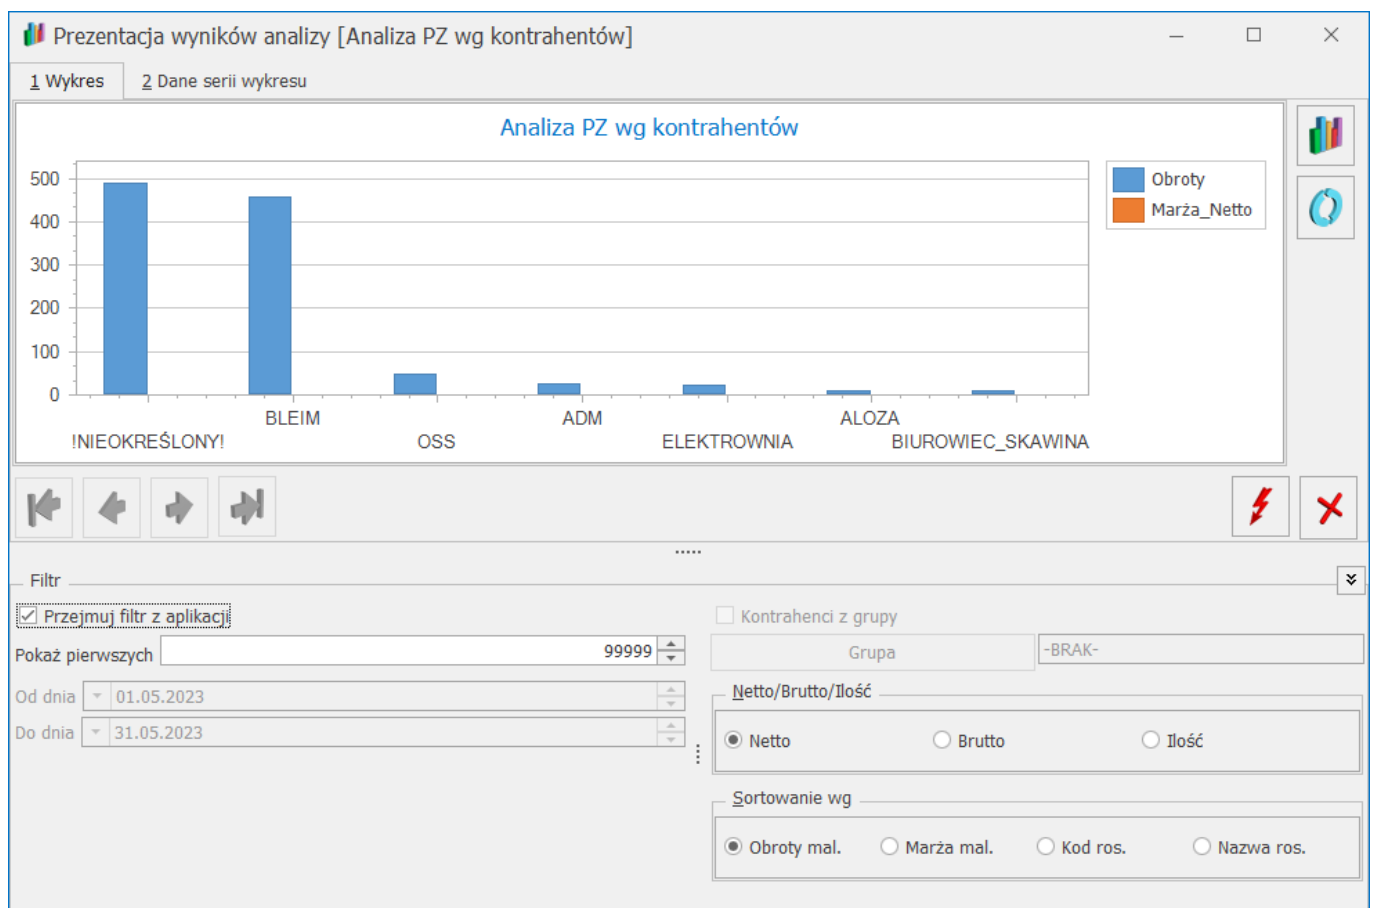 Prezentacja wyników analizy [Analiza PZ wg kontrahentów]
1 Wykres 2 Dane serii wykresu
Analiza PZ wg kontrahentów
500
400
300
200
100
0
Obroty
Marża_Netto
BLEIM ADM ALOZA
!NIEOKREŚLONY! OSS ELEKTROWNIA BIUROWIEC_SKAWINA
Filtr
Przejmuj filtr z aplikacji
Pokaż pierwszych 99999
Od dnia 01.05.2023
Do dnia 31.05.2023
Kontrahenci z grupy
Grupa -BRAK-
Netto/Brutto/Ilość
Netto Brutto Ilość
Sortowanie wg
Obroty mal. Marża mal. Kod ros. Nazwa ros.